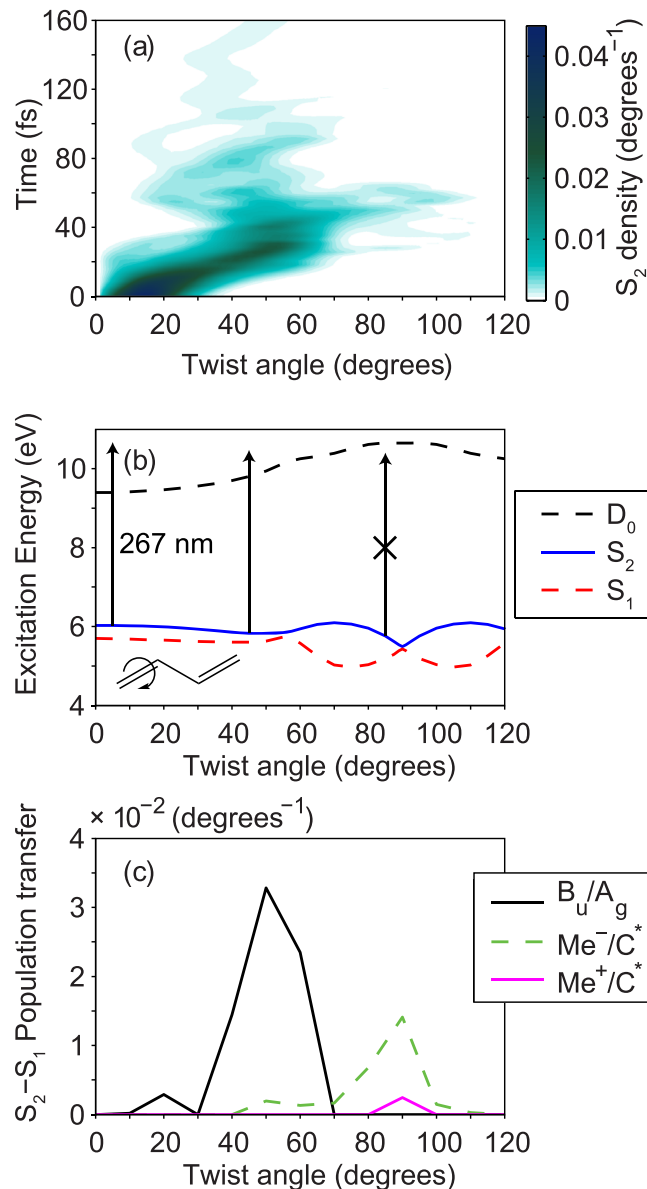 (a)
160
120
80
40
0
Time (fs)
0 20 40 60 80 100 120
Twist angle (degrees)
0.04
0.03
0.02
0.01
0
S₂ density (degrees⁻¹)
(b)
10
8
6
4
Excitation Energy (eV)
267 nm
0 20 40 60 80 100 120
Twist angle (degrees)
D₀
S₂
S₁
× 10⁻² (degrees⁻¹)
(c)
4
3
2
1
0
S₂−S₁ Population transfer
0 20 40 60 80 100 120
Twist angle (degrees)
Bᵤ/A_g
Me⁻/C*
Me⁺/C*